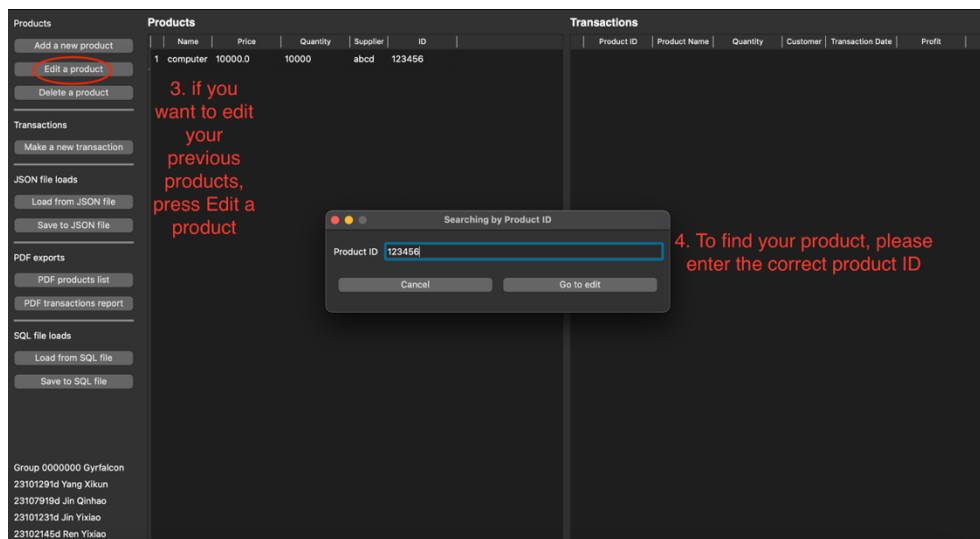 Products
Add a new product
Edit a product
Delete a product
Transactions
Make a new transaction
JSON file loads
Load from JSON file
Save to JSON file
PDF exports
PDF products list
PDF transactions report
SQL file loads
Load from SQL file
Save to SQL file
Group 0000000 Gyrfalcon
23101291d Yang Xikun
23107919d Jin Qinhao
23101231d Jin Yixiao
23102145d Ren Yixiao
Products
Name Price Quantity Supplier ID
1 computer 10000.0 10000 abcd 123456
3. if you
want to edit
your
previous
products,
press Edit a
product
Searching by Product ID
Product ID 123456
Cancel Go to edit
Transactions
Product ID Product Name Quantity Customer Transaction Date Profit
4. To find your product, please
enter the correct product ID